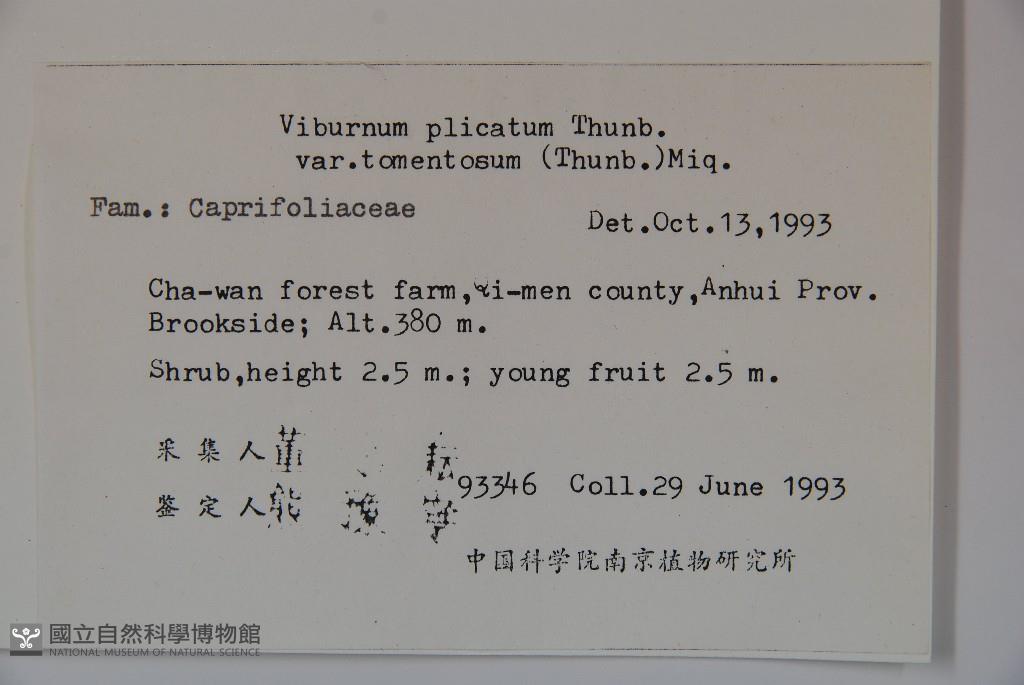 Viburnum plicatum Thunb.
var.tomentosum (Thunb.)Miq.
Fam.: Caprifoliaceae
Det.Oct.13,1993
Cha-wan forest farm, county,Anhui Prov.
Brookside; Alt.380 m.
Shrub,height 2.5 m.; young fruit 2.5 m.
采集人
93346 Coll.29 June 1993
鉴定人
中国科学院南京植物研究所
國立自然科學博物館
NATIONAL MUSEUM OF NATURAL SCIENCE